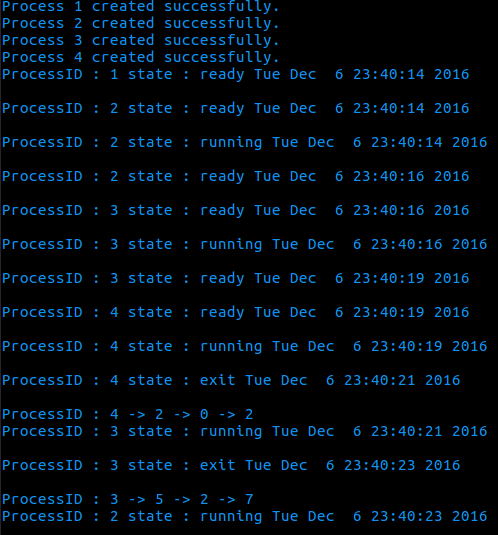 Process 1 created successfully.
Process 2 created successfully.
Process 3 created successfully.
Process 4 created successfully.
ProcessID : 1 state : ready Tue Dec  6 23:40:14 2016
ProcessID : 2 state : ready Tue Dec  6 23:40:14 2016
ProcessID : 2 state : running Tue Dec  6 23:40:14 2016
ProcessID : 2 state : ready Tue Dec  6 23:40:16 2016
ProcessID : 3 state : ready Tue Dec  6 23:40:16 2016
ProcessID : 3 state : running Tue Dec  6 23:40:16 2016
ProcessID : 3 state : ready Tue Dec  6 23:40:19 2016
ProcessID : 4 state : ready Tue Dec  6 23:40:19 2016
ProcessID : 4 state : running Tue Dec  6 23:40:19 2016
ProcessID : 4 state : exit Tue Dec  6 23:40:21 2016
ProcessID : 4 -> 2 -> 0 -> 2
ProcessID : 3 state : running Tue Dec  6 23:40:21 2016
ProcessID : 3 state : exit Tue Dec  6 23:40:23 2016
ProcessID : 3 -> 5 -> 2 -> 7
ProcessID : 2 state : running Tue Dec  6 23:40:23 2016